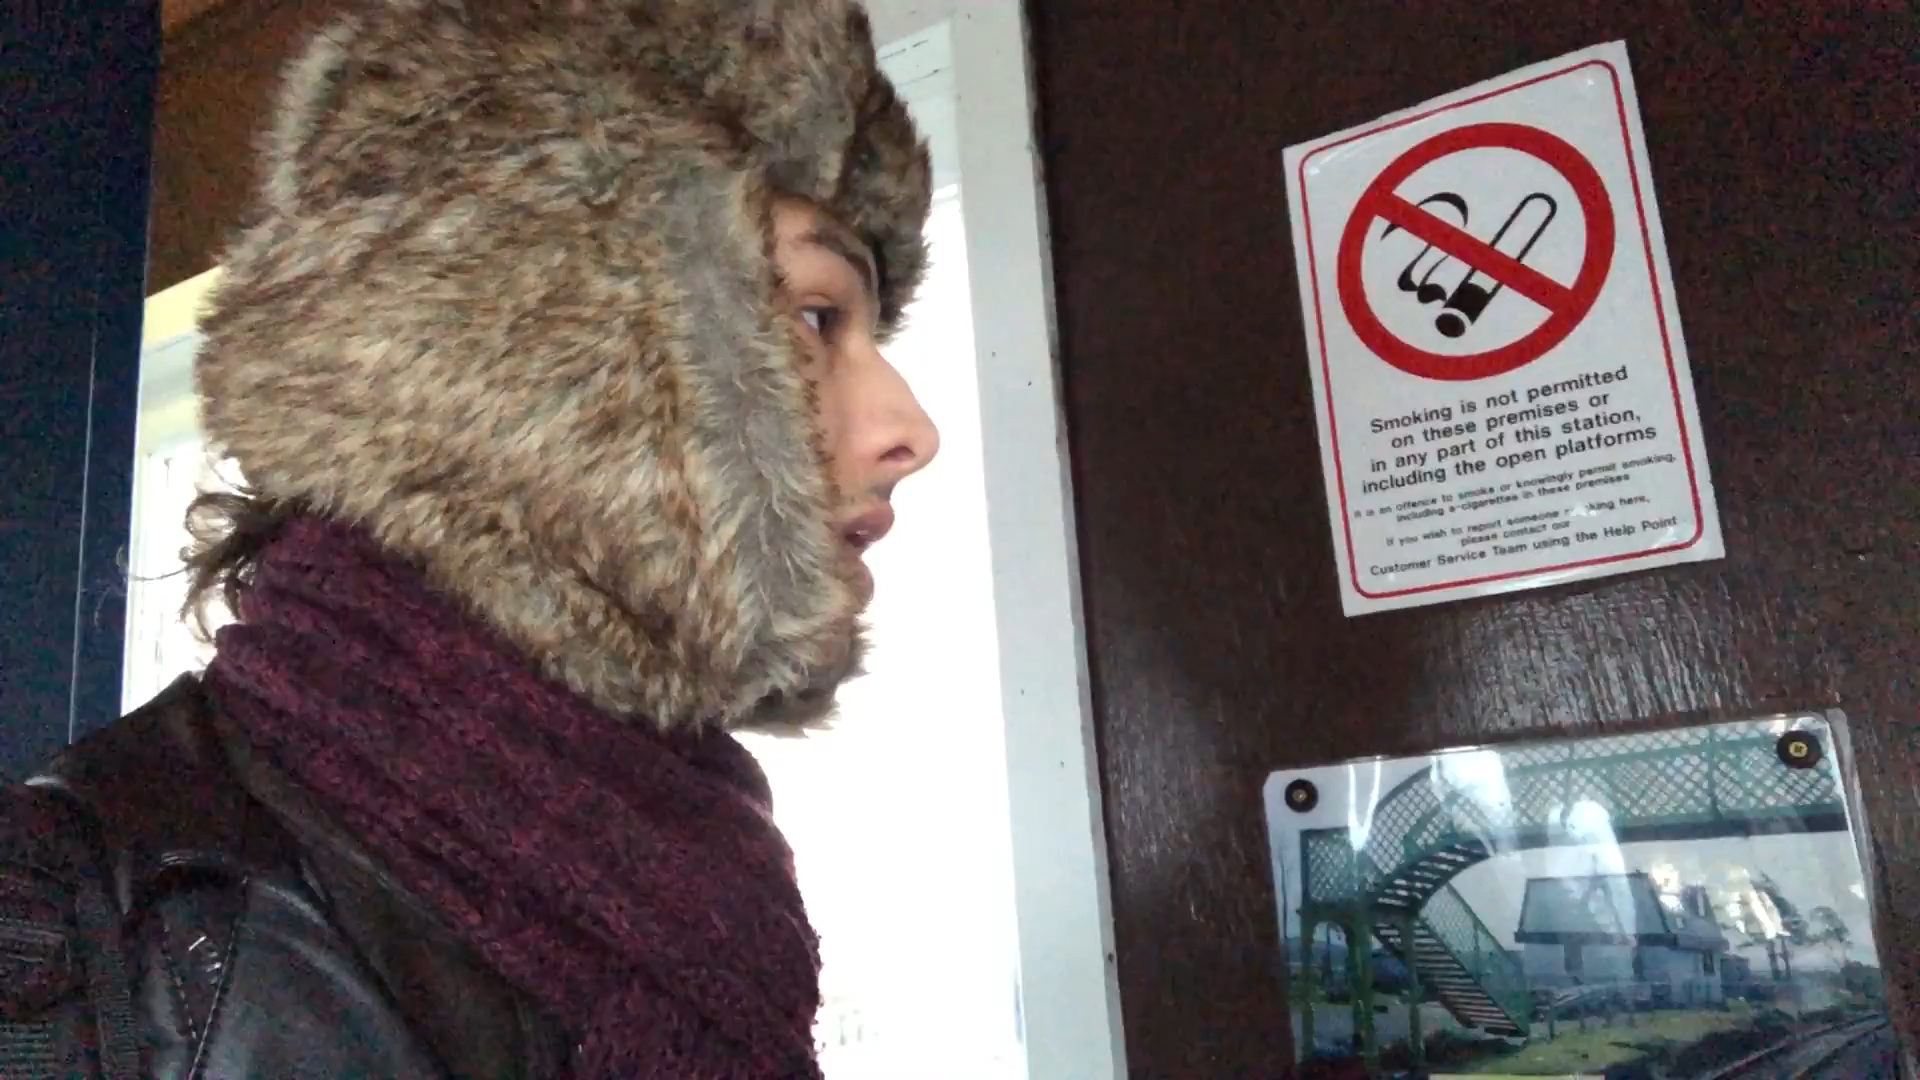 Smoking is not permitted
on these premises or
in any part of this station,
including the open platforms
It is an offence to smoke or knowingly permit smoking,
including e-cigarettes in these premises
If you wish to report someone smoking here,
please contact our
Customer Service Team using the Help Point